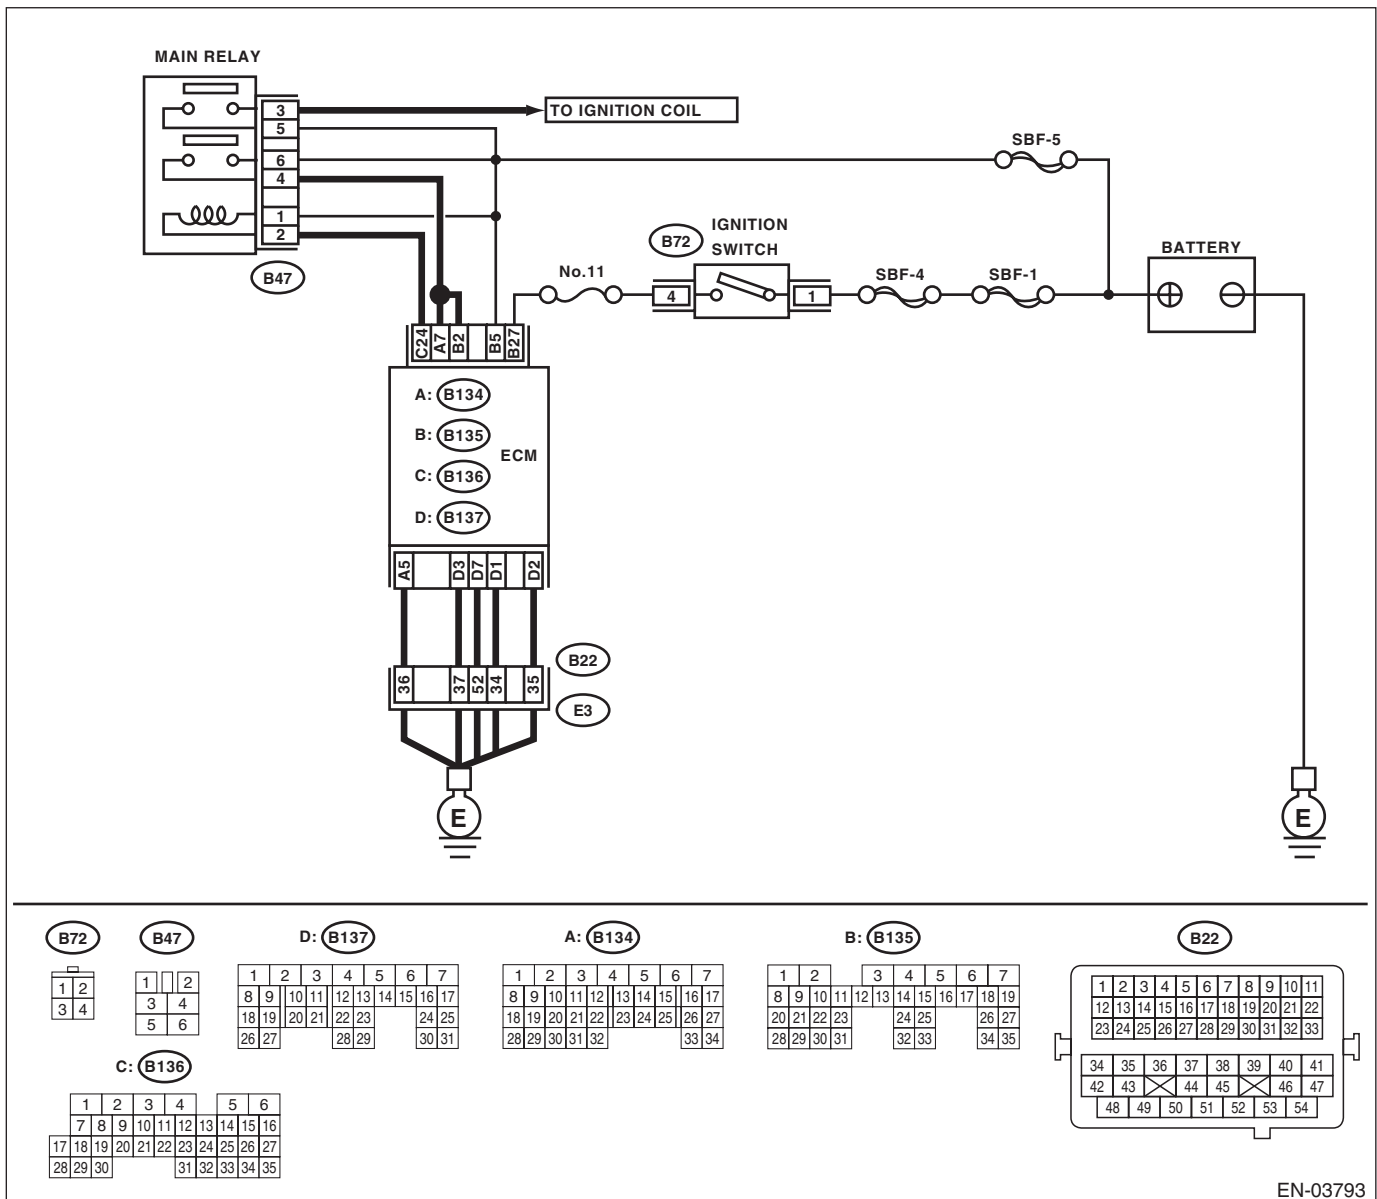 MAIN RELAY
3
TO IGNITION COIL
5
6
4
1
2
B47
SBF-5
B72
IGNITION
SWITCH
BATTERY
No.11
4
1
SBF-4
SBF-1
C24
A7
B2
B5
B27
A: B134
B: B135
ECM
C: B136
D: B137
A5
D3
D7
D1
D2
B22
36
37
52
34
35
E3
E
E
B72
1 2
3 4
B47
1 2
3 4
5 6
D: B137
1 2 3 4 5 6 7
8 9 10 11 12 13 14 15 16 17
18 19 20 21 22 23 24 25
26 27 28 29 30 31
A: B134
1 2 3 4 5 6 7
8 9 10 11 12 13 14 15 16 17
18 19 20 21 22 23 24 25 26 27
28 29 30 31 32 33 34
B: B135
1 2 3 4 5 6 7
8 9 10 11 12 13 14 15 16 17 18 19
20 21 22 23 24 25 26 27
28 29 30 31 32 33 34 35
B22
1 2 3 4 5 6 7 8 9 10 11
12 13 14 15 16 17 18 19 20 21 22
23 24 25 26 27 28 29 30 31 32 33
34 35 36 37 38 39 40 41
42 43 44 45 46 47
48 49 50 51 52 53 54
C: B136
1 2 3 4 5 6
7 8 9 10 11 12 13 14 15 16
17 18 19 20 21 22 23 24 25 26 27
28 29 30 31 32 33 34 35
EN-03793